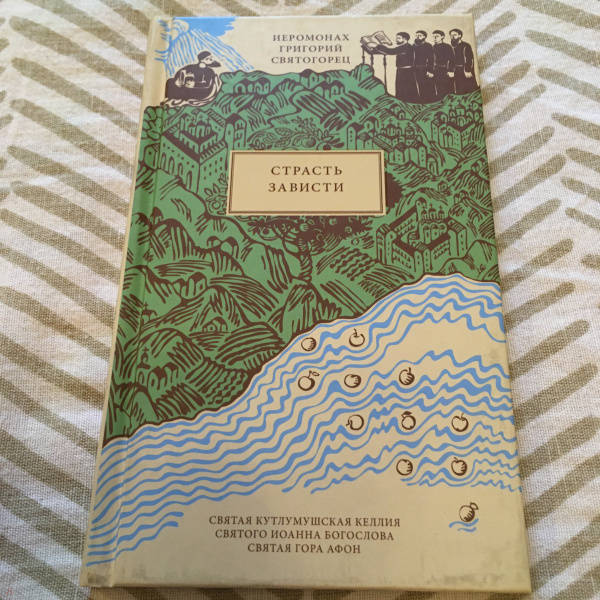 ИЕРОМОНАХ
ГРИГОРИЙ
СВЯТОГОРЕЦ
СТРАСТЬ
ЗАВИСТИ
СВЯТАЯ КУТЛУМУШСКАЯ КЕЛЛИЯ
СВЯТОГО ИОАННА БОГОСЛОВА
СВЯТАЯ ГОРА АФОН